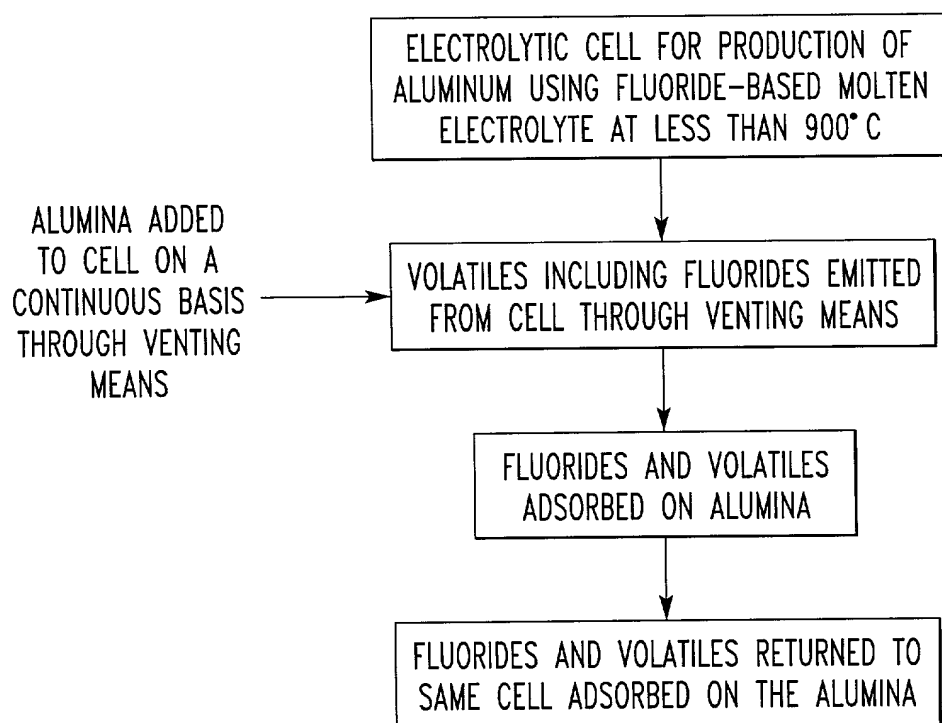 ELECTROLYTIC CELL FOR PRODUCTION OF
ALUMINUM USING FLUORIDE-BASED MOLTEN
ELECTROLYTE AT LESS THAN 900° C
ALUMINA ADDED
TO CELL ON A
CONTINUOUS BASIS
THROUGH VENTING
MEANS
VOLATILES INCLUDING FLUORIDES EMITTED
FROM CELL THROUGH VENTING MEANS
FLUORIDES AND VOLATILES
ADSORBED ON ALUMINA
FLUORIDES AND VOLATILES RETURNED TO
SAME CELL ADSORBED ON THE ALUMINA